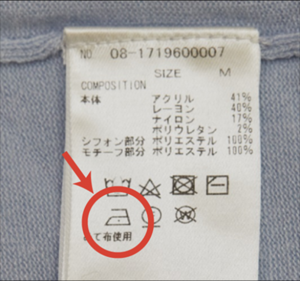 NO. 08-1719600007
SIZE M
COMPOSITION
本体 アクリル 41%
レーヨン 40%
ナイロン 17%
ポリウレタン 2%
シフォン部分 ポリエステル 100%
モチーフ部分 ポリエステル 100%
て布使用